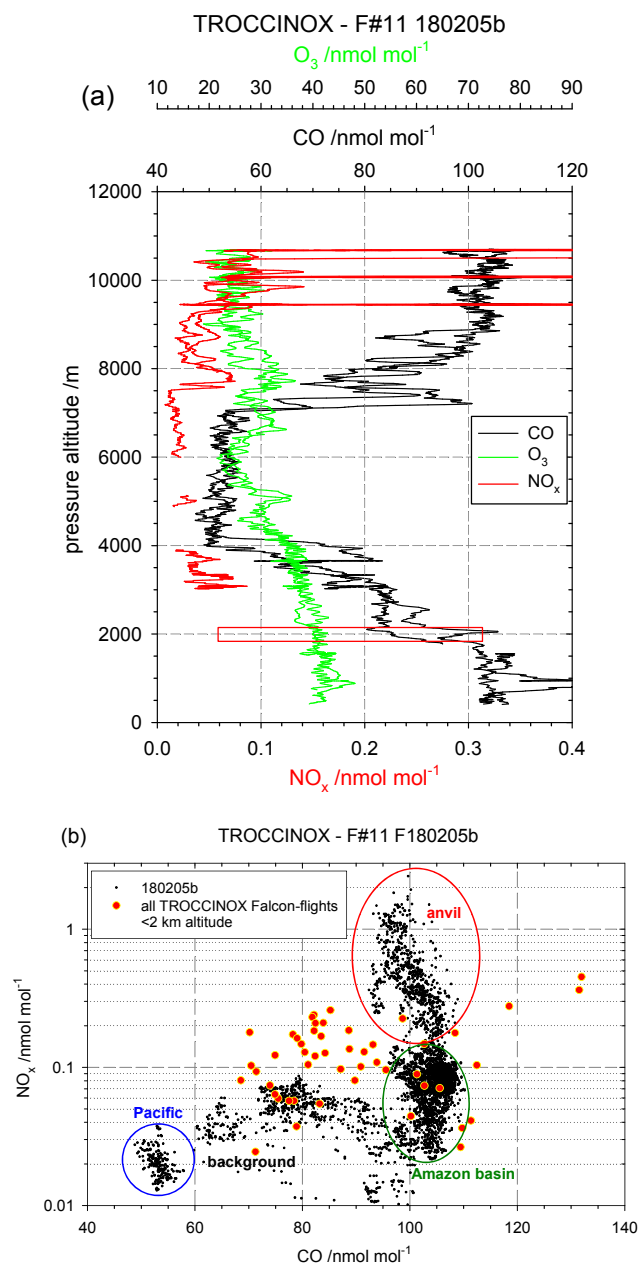 TROCCINOX - F#11 180205b
O3 /nmol mol-1
10 20 30 40 50 60 70 80 90
(a)
CO /nmol mol-1
40 60 80 100 120
12000
10000
8000
6000
4000
2000
0
pressure altitude /m
CO
O3
NOx
0.0 0.1 0.2 0.3 0.4
NOx /nmol mol-1
(b) TROCCINOX - F#11 F180205b
180205b
all TROCCINOX Falcon-flights
<2 km altitude
anvil
1
0.1
0.01
NOx /nmol mol-1
Pacific
background
Amazon basin
40 60 80 100 120 140
CO /nmol mol-1